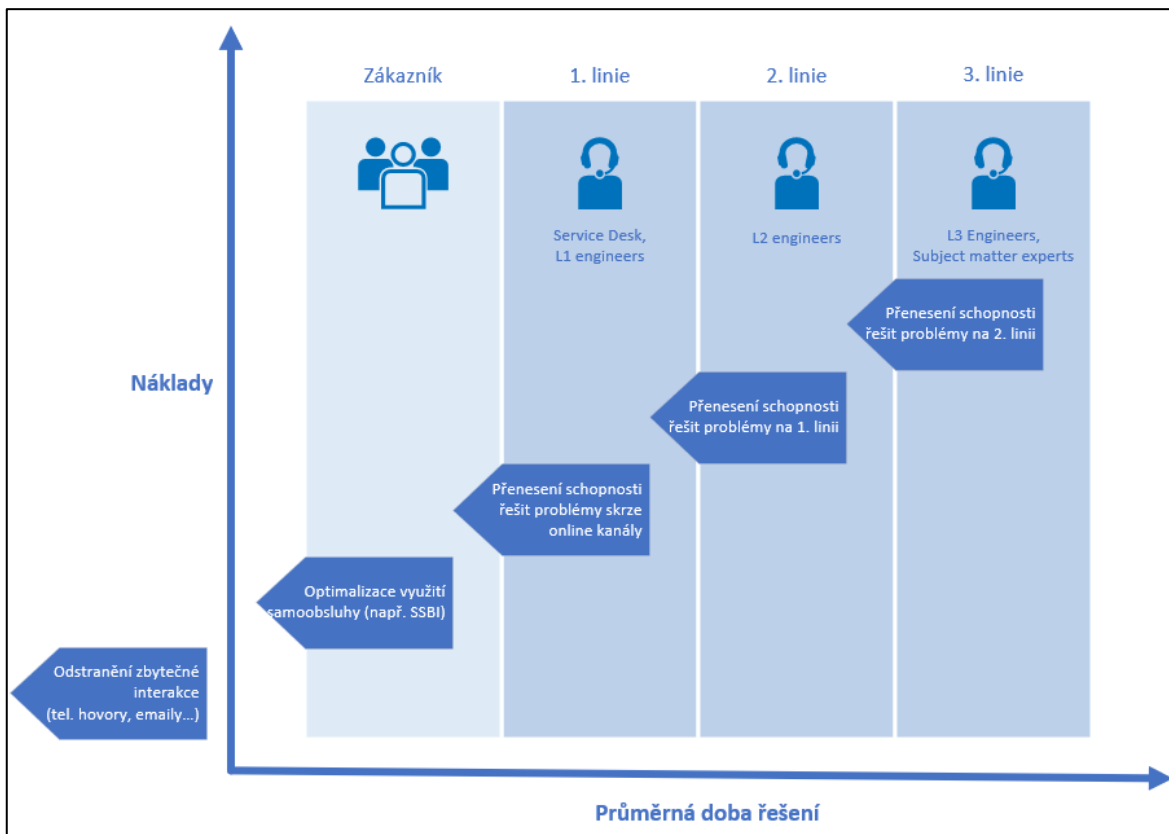 Zákazník
1. linie
2. linie
3. linie
Service Desk,
L1 engineers
L2 engineers
L3 Engineers,
Subject matter experts
Přenesení schopnosti
řešit problémy na 2. linii
Náklady
Přenesení schopnosti
řešit problémy na 1. linii
Přenesení schopnosti
řešit problémy skrze
online kanály
Optimalizace využití
samoobsluhy (např. SSBI)
Odstranění zbytečné
interakce
(tel. hovory, emaily...)
Průměrná doba řešení